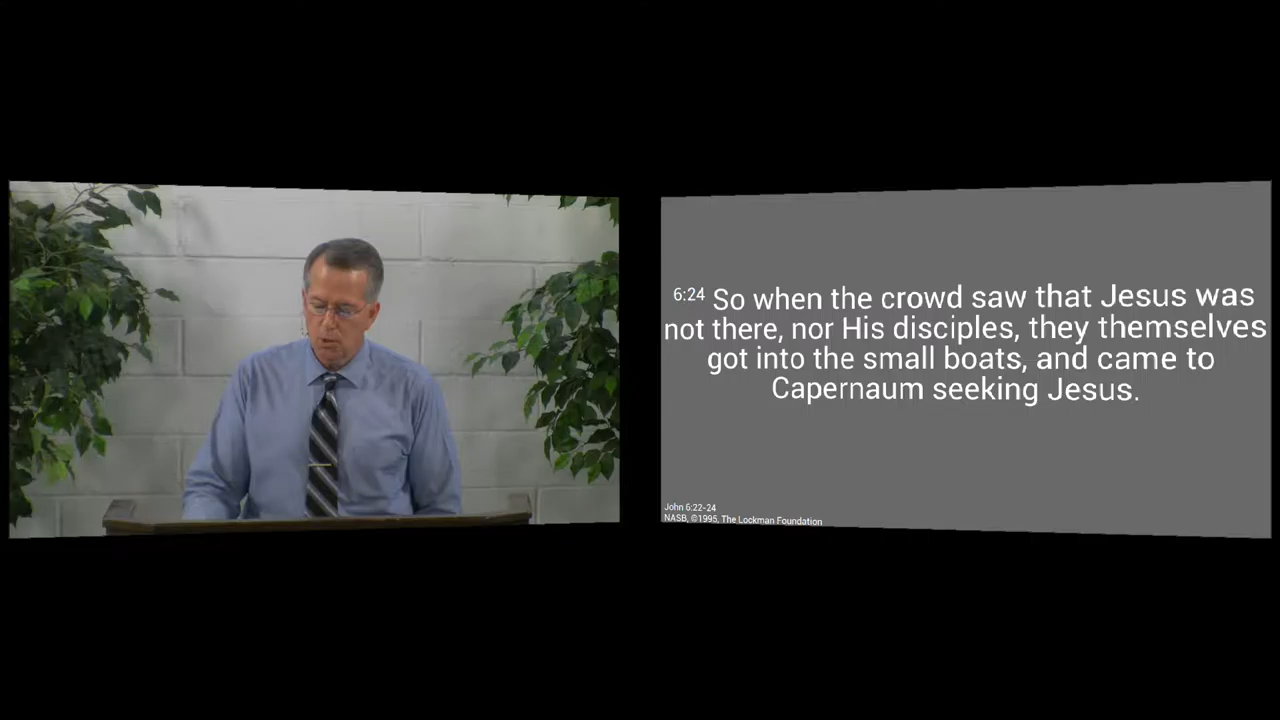 6:24 So when the crowd saw that Jesus was
not there, nor His disciples, they themselves
got into the small boats, and came to
Capernaum seeking Jesus.
John 6:22-24
NASB, ©1995, The Lockman Foundation